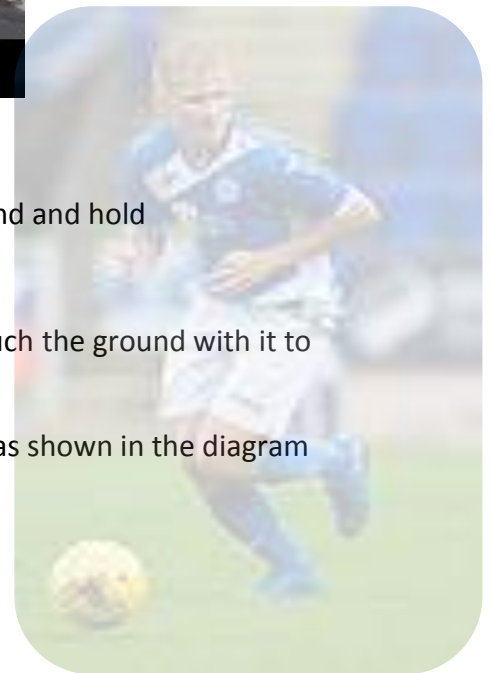 nd and hold
uch the ground with it to
as shown in the diagram